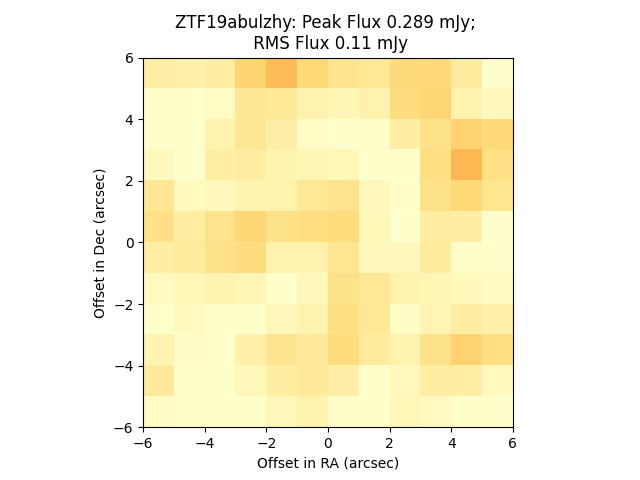 ZTF19abulzhy: Peak Flux 0.289 mJy;
RMS Flux 0.11 mJy
6
4
2
0
−2
−4
−6
Offset in Dec (arcsec)
−6 −4 −2 0 2 4 6
Offset in RA (arcsec)